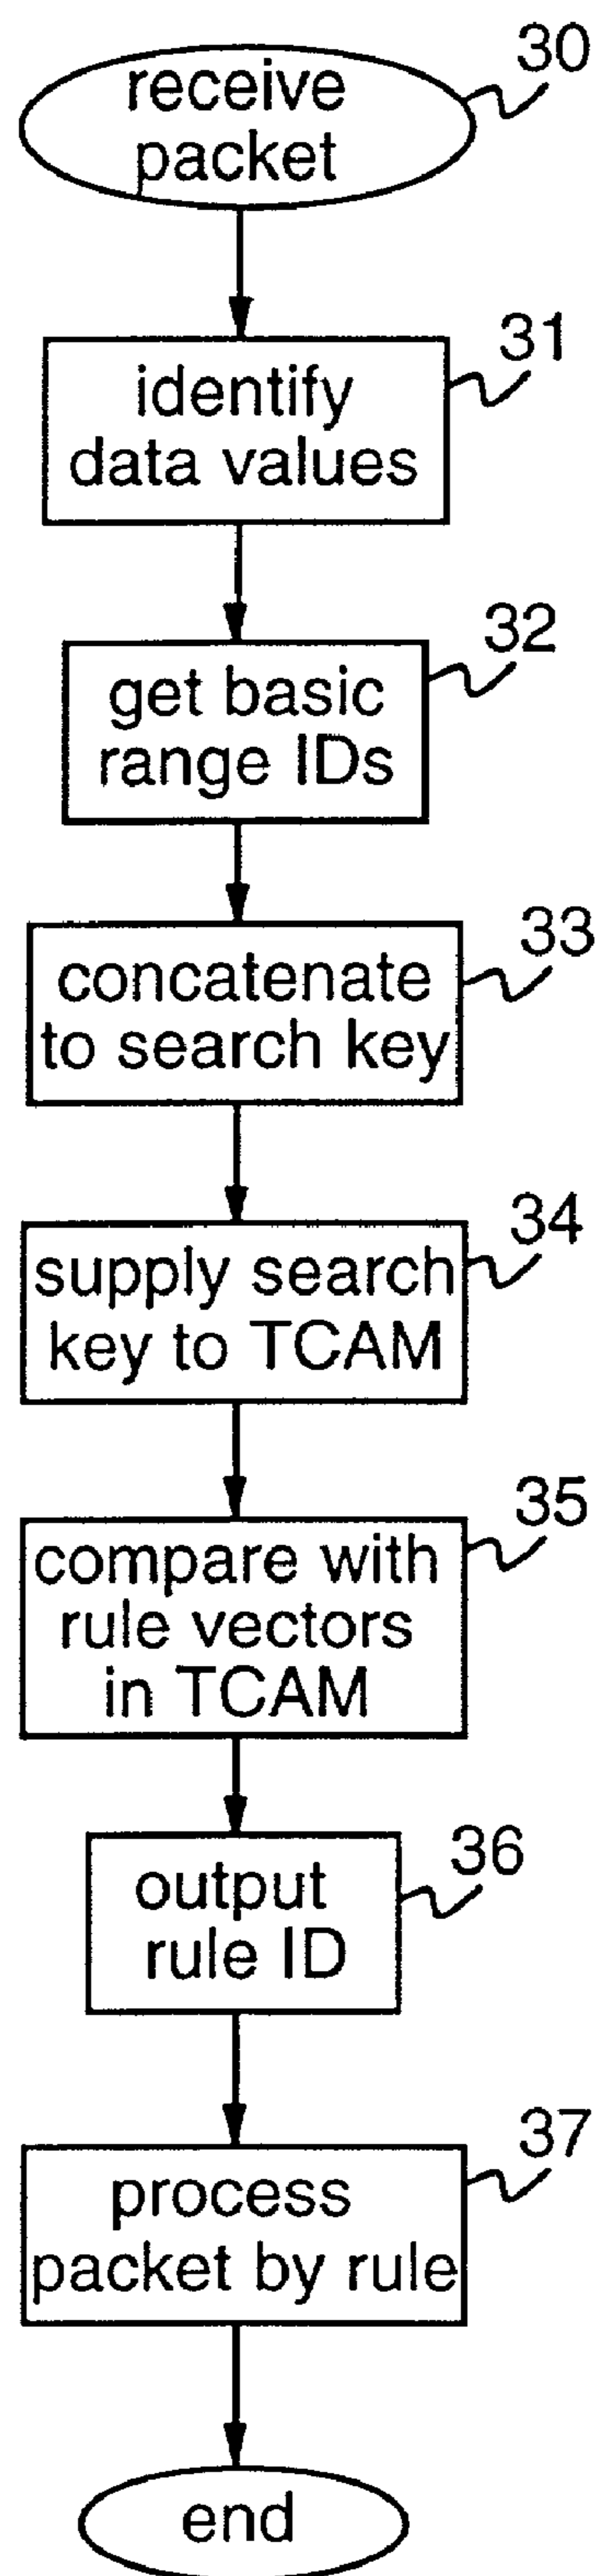 30
receive
packet
31
identify
data values
32
get basic
range IDs
33
concatenate
to search key
34
supply search
key to TCAM
35
compare with
rule vectors
in TCAM
36
output
rule ID
37
process
packet by rule
end